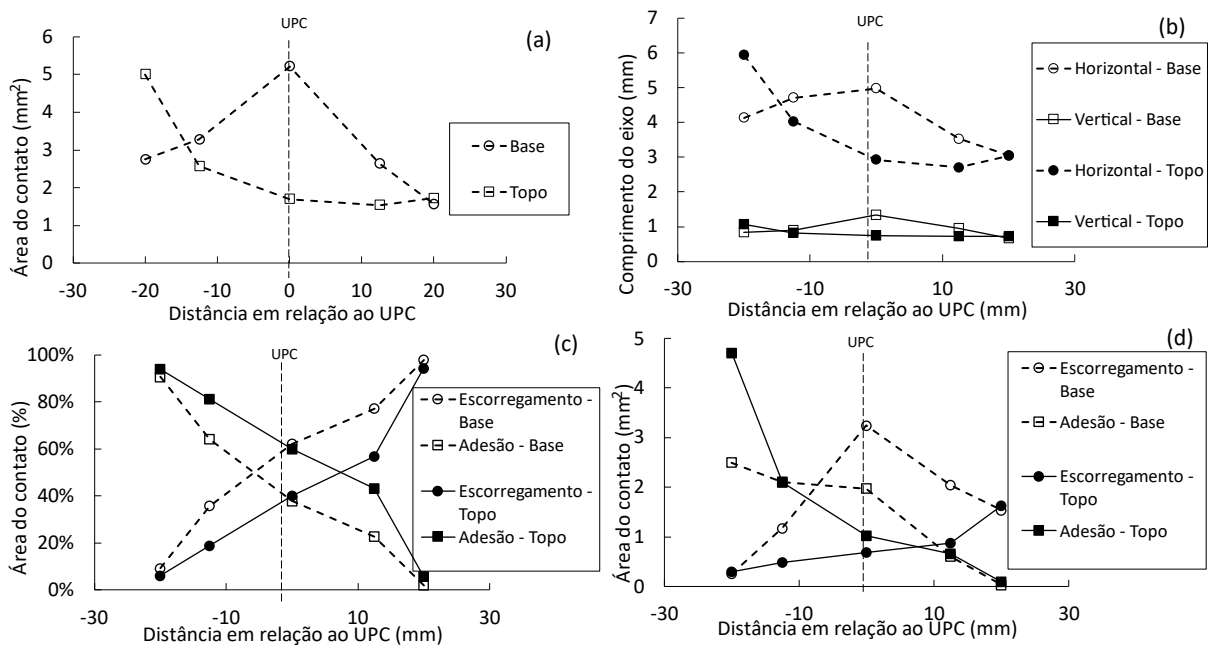 UPC
(a)
6
5
4
3
2
1
0
Área do contato (mm²)
-30 -20 -10 0 10 20 30
Distância em relação ao UPC
Base
Topo
UPC
(b)
7
6
5
4
3
2
1
0
Comprimento do eixo (mm)
-30 -10 10 30
Distância em relação ao UPC (mm)
Horizontal - Base
Vertical - Base
Horizontal - Topo
Vertical - Topo
UPC
(c)
100%
80%
60%
40%
20%
0%
Área do contato (%)
-30 -10 10 30
Distância em relação ao UPC (mm)
Escorregamento -
Base
Adesão - Base
Escorregamento -
Topo
Adesão - Topo
UPC
(d)
5
4
3
2
1
0
Área do contato (mm²)
-30 -10 10 30
Distância em relação ao UPC (mm)
Escorregamento -
Base
Adesão - Base
Escorregamento -
Topo
Adesão - Topo